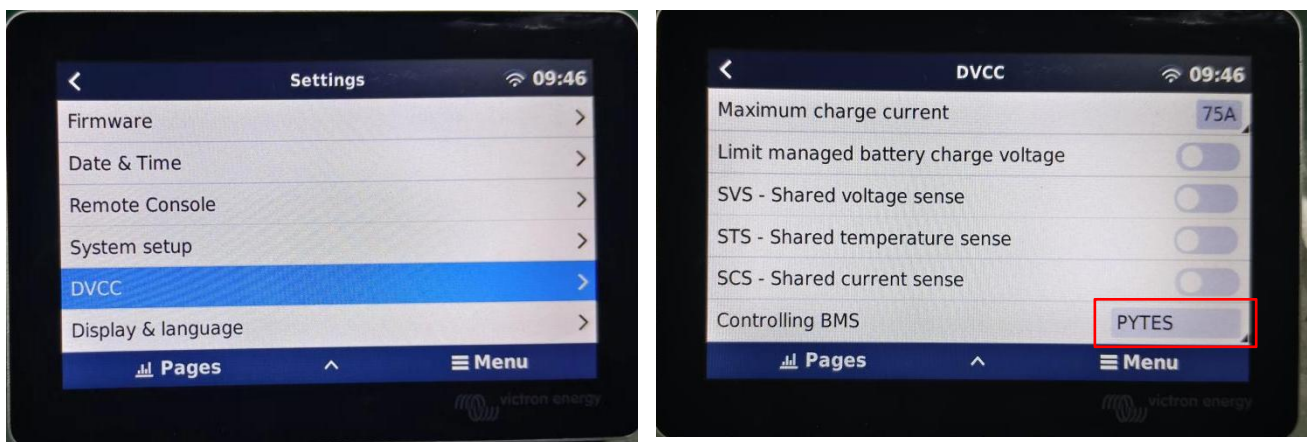 Settings
09:46
Firmware
Date & Time
Remote Console
System setup
DVCC
Display & language
Pages
Menu
victron energy
DVCC
09:46
Maximum charge current
75A
Limit managed battery charge voltage
SVS - Shared voltage sense
STS - Shared temperature sense
SCS - Shared current sense
Controlling BMS
PYTES
Pages
Menu
victron energy